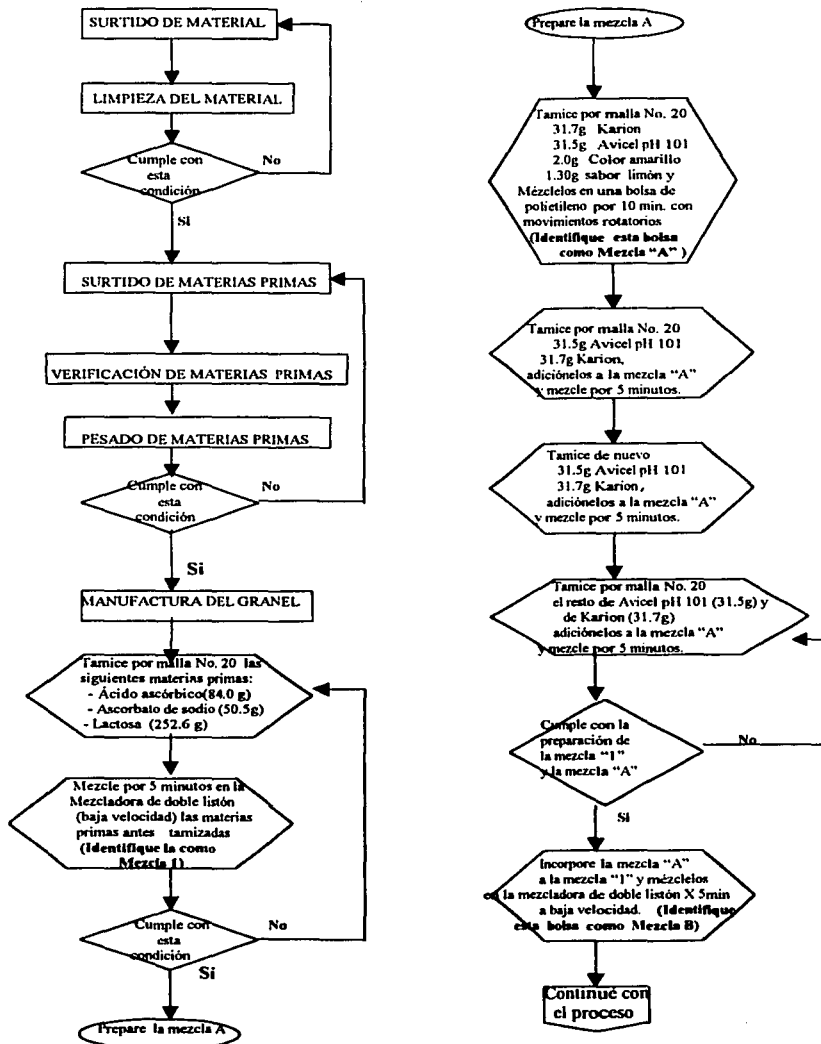 SURTIDO DE MATERIAL
LIMPIEZA DEL MATERIAL
Cumple con
esta
condición
No
Si
SURTIDO DE MATERIAS PRIMAS
VERIFICACIÓN DE MATERIAS PRIMAS
PESADO DE MATERIAS PRIMAS
Cumple con
esta
condición
No
Si
MANUFACTURA DEL GRANEL
Tamice por malla No. 20 las
siguientes materias primas:
- Ácido ascórbico(84.0 g)
- Ascorbato de sodio (50.5g)
- Lactosa (252.6 g)
Mezcle por 5 minutos en la
Mezcladora de doble listón
(baja velocidad) las materias
primas antes tamizadas
(Identifique la como
Mezcla 1)
Cumple con
esta
condición
No
Si
Prepare la mezcla A
Prepare la mezcla A
Tamice por malla No. 20
31.7g Karion
31.5g Avicel pH 101
2.0g Color amarillo
1.30g sabor limón y
Mézclelos en una bolsa de
polietileno por 10 min. con
movimientos rotatorios
(Identifique esta bolsa
como Mezcla "A" )
Tamice por malla No. 20
31.5g Avicel pH 101
31.7g Karion,
adiciónelos a la mezcla "A"
y mezcle por 5 minutos.
Tamice de nuevo
31.5g Avicel pH 101
31.7g Karion,
adiciónelos a la mezcla "A"
y mezcle por 5 minutos.
Tamice por malla No. 20
el resto de Avicel pH 101 (31.5g) y
de Karion (31.7g)
adiciónelos a la mezcla "A"
y mezcle por 5 minutos.
Cumple con la
preparación de
la mezcla "1"
y la mezcla "A"
No
Si
Incorpore la mezcla "A"
a la mezcla "1" y mézclelos
en la mezcladora de doble listón X 5min
a baja velocidad. (Identifique
esta bolsa como Mezcla B)
Continué con
el proceso